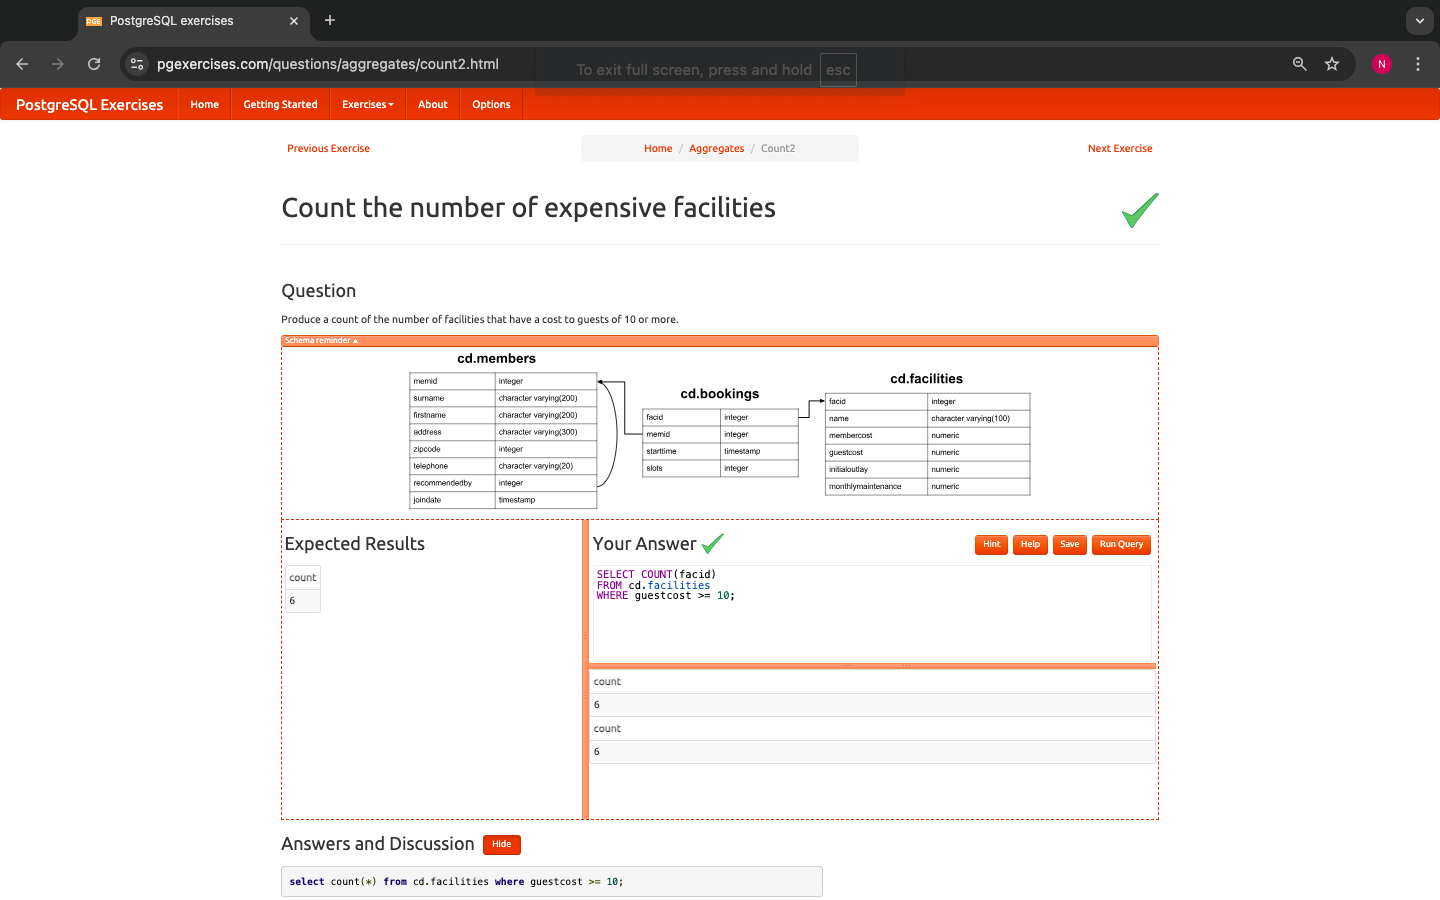 PGE PostgreSQL exercises
pgexercises.com/questions/aggregates/count2.html
To exit full screen, press and hold esc
N
PostgreSQL Exercises Home Getting Started Exercises About Options
Previous Exercise Home / Aggregates / Count2 Next Exercise
Count the number of expensive facilities
Question
Produce a count of the number of facilities that have a cost to guests of 10 or more.
Schema reminder
cd.members
memid integer
surname character varying(200)
firstname character varying(200)
address character varying(300)
zipcode integer
telephone character varying(20)
recommendedby integer
joindate timestamp
cd.bookings
facid integer
memid integer
starttime timestamp
slots integer
cd.facilities
facid integer
name character varying(100)
membercost numeric
guestcost numeric
initialoutlay numeric
monthlymaintenance numeric
Expected Results
count
6
Your Answer
Hint Help Save Run Query
SELECT COUNT(facid)
FROM cd.facilities
WHERE guestcost >= 10;
count
6
count
6
Answers and Discussion Hide
select count(*) from cd.facilities where guestcost >= 10;